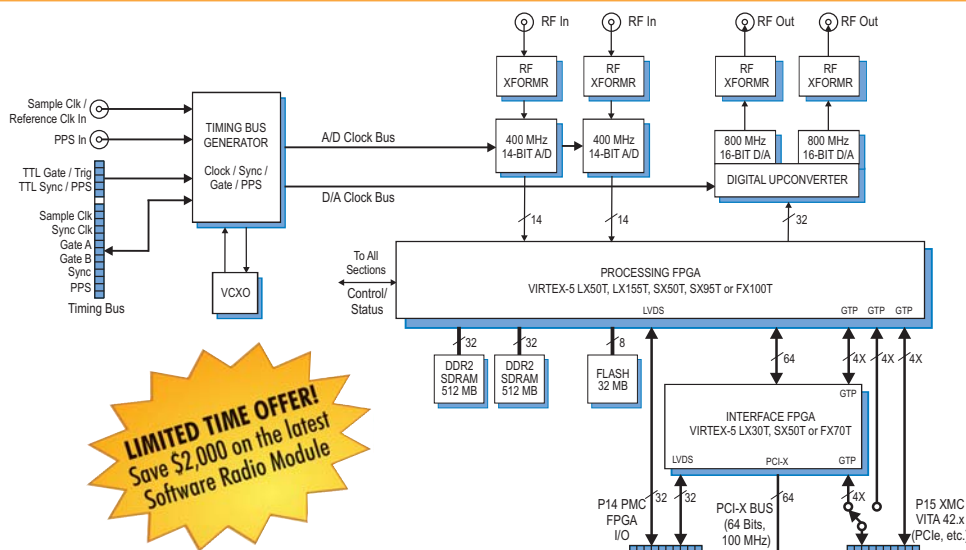 RF In
RF In
RF Out
RF Out
RF
XFORMR
RF
XFORMR
RF
XFORMR
RF
XFORMR
Sample Clk /
Reference Clk In
PPS In
TTL Gate / Trig
TTL Sync / PPS
Sample Clk
Sync Clk
Gate A
Gate B
Sync
PPS
Timing Bus
TIMING BUS
GENERATOR
Clock / Sync /
Gate / PPS
VCXO
A/D Clock Bus
D/A Clock Bus
400 MHz
14-BIT A/D
400 MHz
14-BIT A/D
800 MHz
16-BIT D/A
800 MHz
16-BIT D/A
DIGITAL UPCONVERTER
14
14
32
To All
Sections
Control/
Status
PROCESSING FPGA
VIRTEX-5 LX50T, LX155T, SX50T, SX95T or FX100T
LVDS
GTP
GTP
GTP
32
32
8
64
4X
4X
4X
DDR2
SDRAM
512 MB
DDR2
SDRAM
512 MB
FLASH
32 MB
GTP
INTERFACE FPGA
VIRTEX-5 LX30T, SX50T or FX70T
LVDS
PCI-X
GTP
LIMITED TIME OFFER!
Save $2,000 on the latest
Software Radio Module
P14 PMC
FPGA
I/O
32
32
PCI-X BUS
(64 Bits,
100 MHz)
64
4X
P15 XMC
VITA 42.x
(PCIe, etc.)